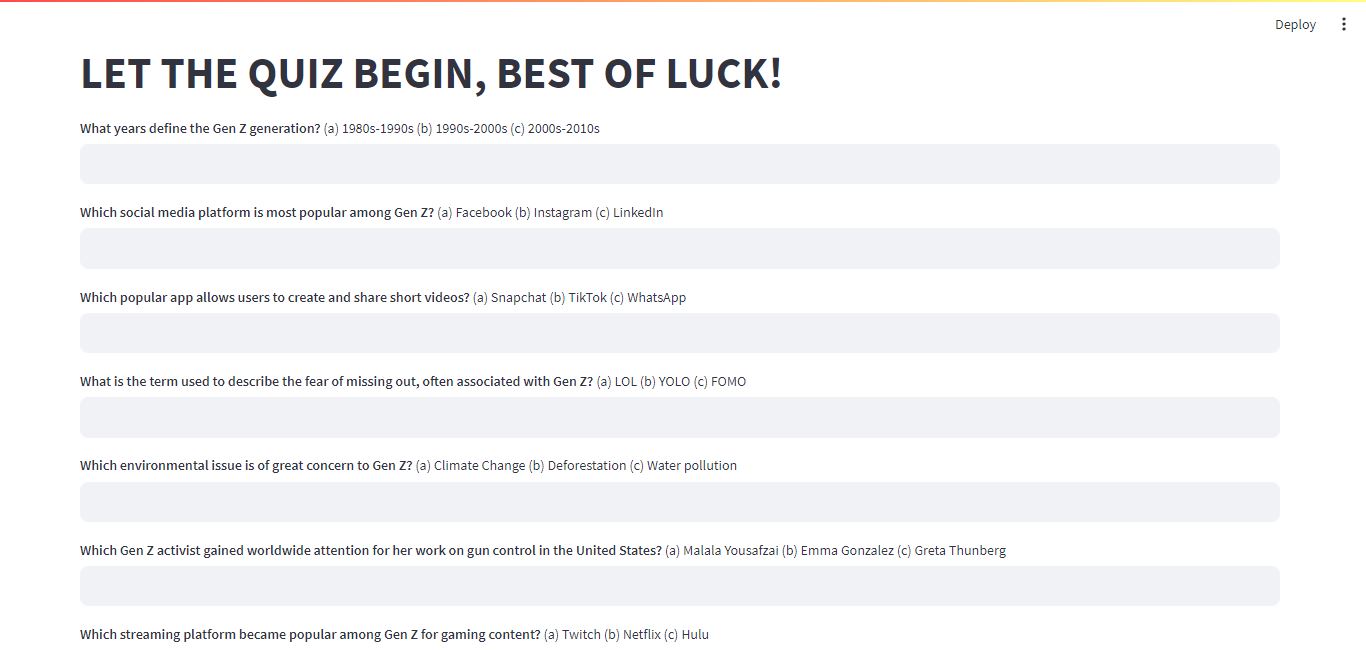 Deploy
LET THE QUIZ BEGIN, BEST OF LUCK!
What years define the Gen Z generation? (a) 1980s-1990s (b) 1990s-2000s (c) 2000s-2010s
Which social media platform is most popular among Gen Z? (a) Facebook (b) Instagram (c) LinkedIn
Which popular app allows users to create and share short videos? (a) Snapchat (b) TikTok (c) WhatsApp
What is the term used to describe the fear of missing out, often associated with Gen Z? (a) LOL (b) YOLO (c) FOMO
Which environmental issue is of great concern to Gen Z? (a) Climate Change (b) Deforestation (c) Water pollution
Which Gen Z activist gained worldwide attention for her work on gun control in the United States? (a) Malala Yousafzai (b) Emma Gonzalez (c) Greta Thunberg
Which streaming platform became popular among Gen Z for gaming content? (a) Twitch (b) Netflix (c) Hulu